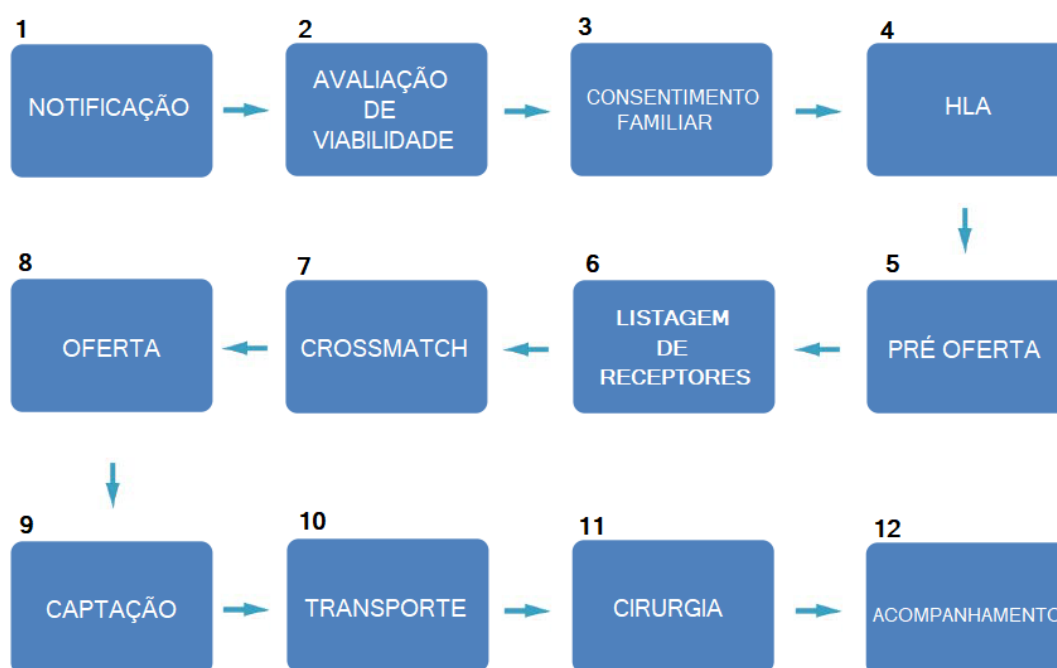 1
NOTIFICAÇÃO
2
AVALIAÇÃO
DE
VIABILIDADE
3
CONSENTIMENTO
FAMILIAR
4
HLA
5
PRÉ OFERTA
6
LISTAGEM
DE
RECEPTORES
7
CROSSMATCH
8
OFERTA
9
CAPTAÇÃO
10
TRANSPORTE
11
CIRURGIA
12
ACOMPANHAMENTO